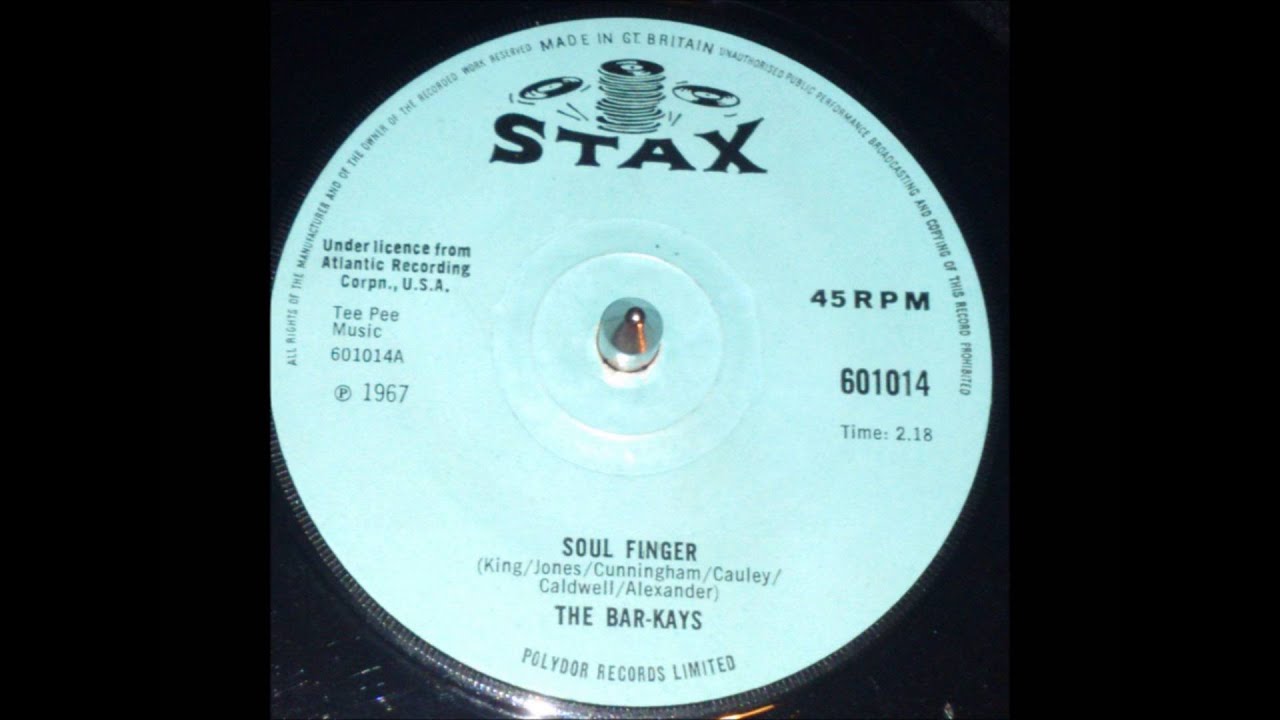 ALL RIGHTS OF THE MANUFACTURER AND OF THE OWNER OF THE RECORDED WORK RESERVED MADE IN GT. BRITAIN UNAUTHORISED PUBLIC PERFORMANCE BROADCASTING AND COPYING OF THIS RECORD PROHIBITED
STAX
Under licence from
Atlantic Recording
Corpn., U.S.A.
Tee Pee
Music
601014A
℗ 1967
45 RPM
601014
Time: 2.18
SOUL FINGER
(King/Jones/Cunningham/Cauley/
Caldwell/Alexander)
THE BAR-KAYS
POLYDOR RECORDS LIMITED